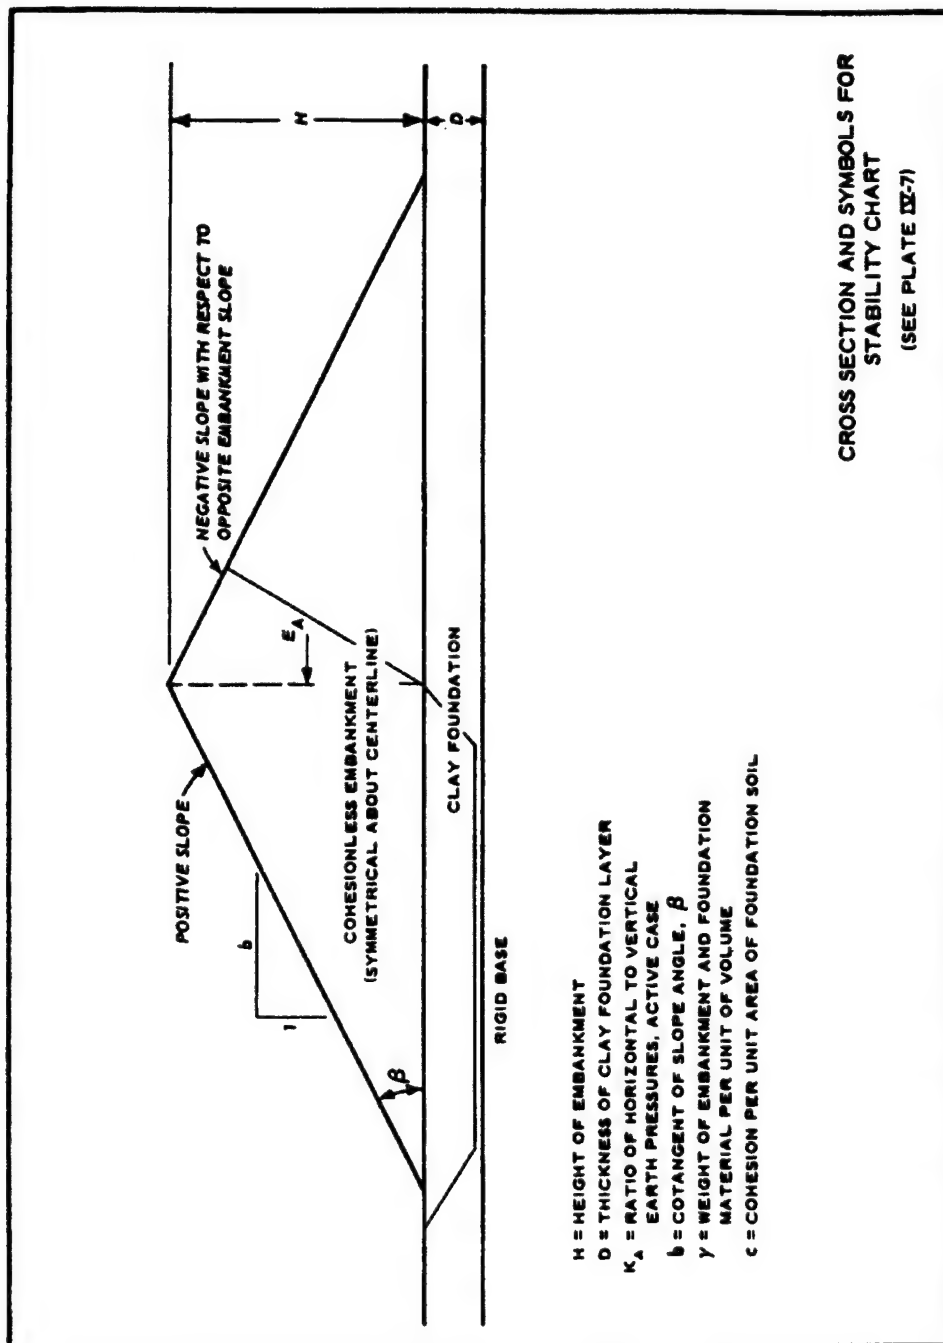 H
D
NEGATIVE SLOPE WITH RESPECT TO
OPPOSITE EMBANKMENT SLOPE
POSITIVE SLOPE
E_A
b
1
β
COHESIONLESS EMBANKMENT
(SYMMETRICAL ABOUT CENTERLINE)
CLAY FOUNDATION
RIGID BASE
H = HEIGHT OF EMBANKMENT
D = THICKNESS OF CLAY FOUNDATION LAYER
K_A = RATIO OF HORIZONTAL TO VERTICAL
EARTH PRESSURES, ACTIVE CASE
b = COTANGENT OF SLOPE ANGLE, β
γ = WEIGHT OF EMBANKMENT AND FOUNDATION
MATERIAL PER UNIT OF VOLUME
c = COHESION PER UNIT AREA OF FOUNDATION SOIL
CROSS SECTION AND SYMBOLS FOR
STABILITY CHART
(SEE PLATE IV-7)